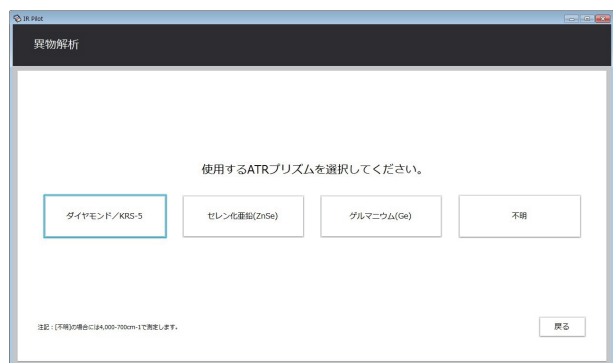 IR Pilot
異物解析
使用するATRプリズムを選択してください。
ダイヤモンド／KRS-5
セレン化亜鉛(ZnSe)
ゲルマニウム(Ge)
不明
注記：[不明]の場合には4,000-700cm-1で測定します。
戻る